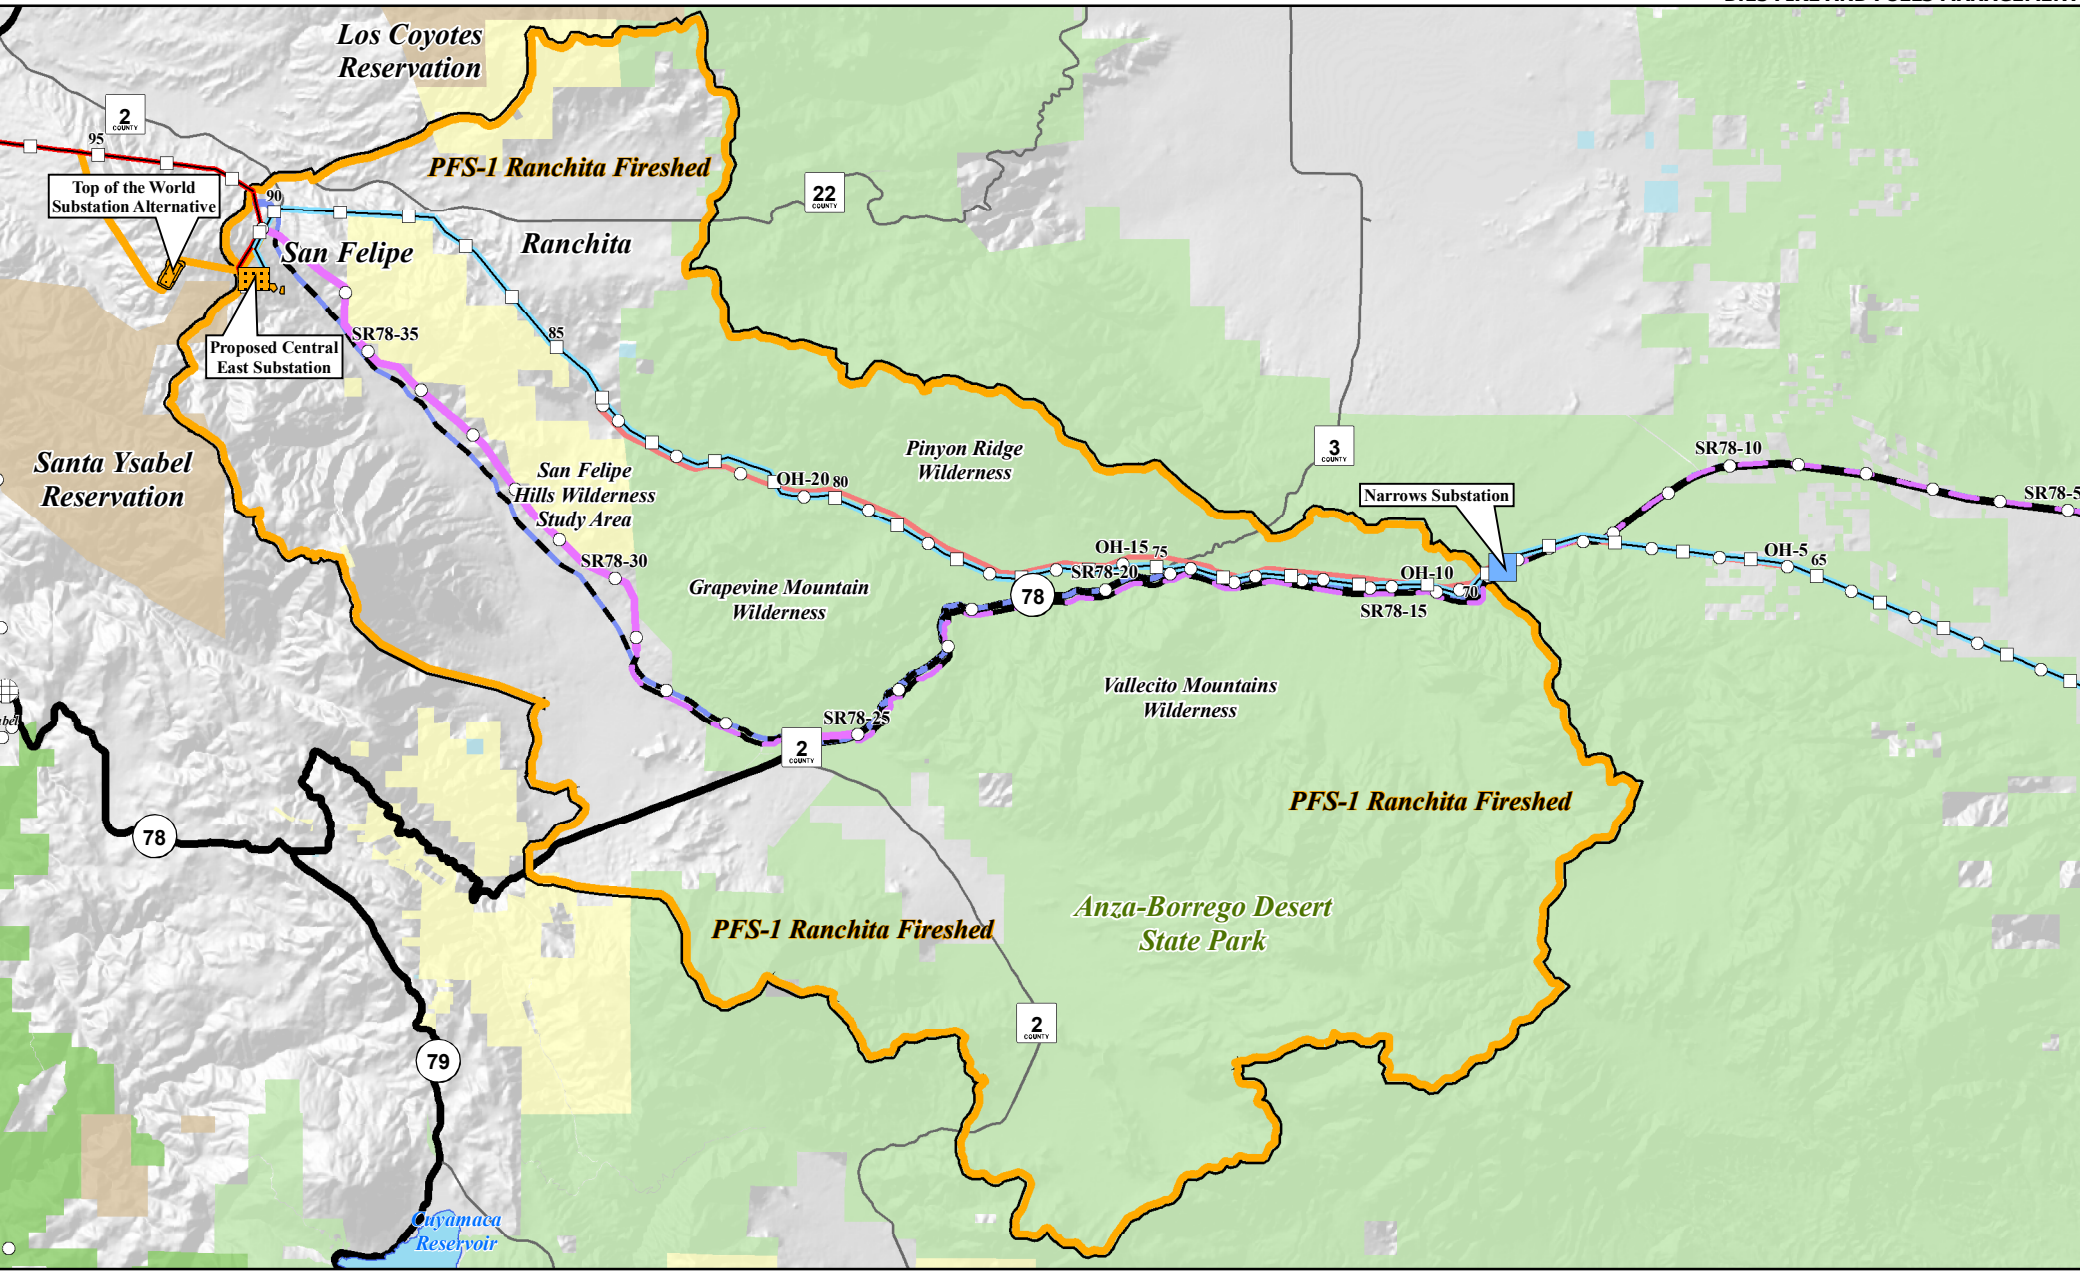 Los Coyotes
Reservation
2
COUNTY
95
PFS-1 Ranchita Fireshed
Top of the World
Substation Alternative
90
22
COUNTY
San Felipe
Ranchita
SR78-35
85
Proposed Central
East Substation
3
COUNTY
Pinyon Ridge
Wilderness
SR78-10
Santa Ysabel
Reservation
San Felipe
Hills Wilderness
Study Area
OH-20
80
Narrows Substation
SR78-5
SR78-30
OH-15
75
SR78-20
OH-10
70
OH-5
65
Grapevine Mountain
Wilderness
78
SR78-15
Vallecito Mountains
Wilderness
SR78-25
2
COUNTY
PFS-1 Ranchita Fireshed
78
Anza-Borrego Desert
State Park
PFS-1 Ranchita Fireshed
2
COUNTY
79
Cuyamaca
Reservoir